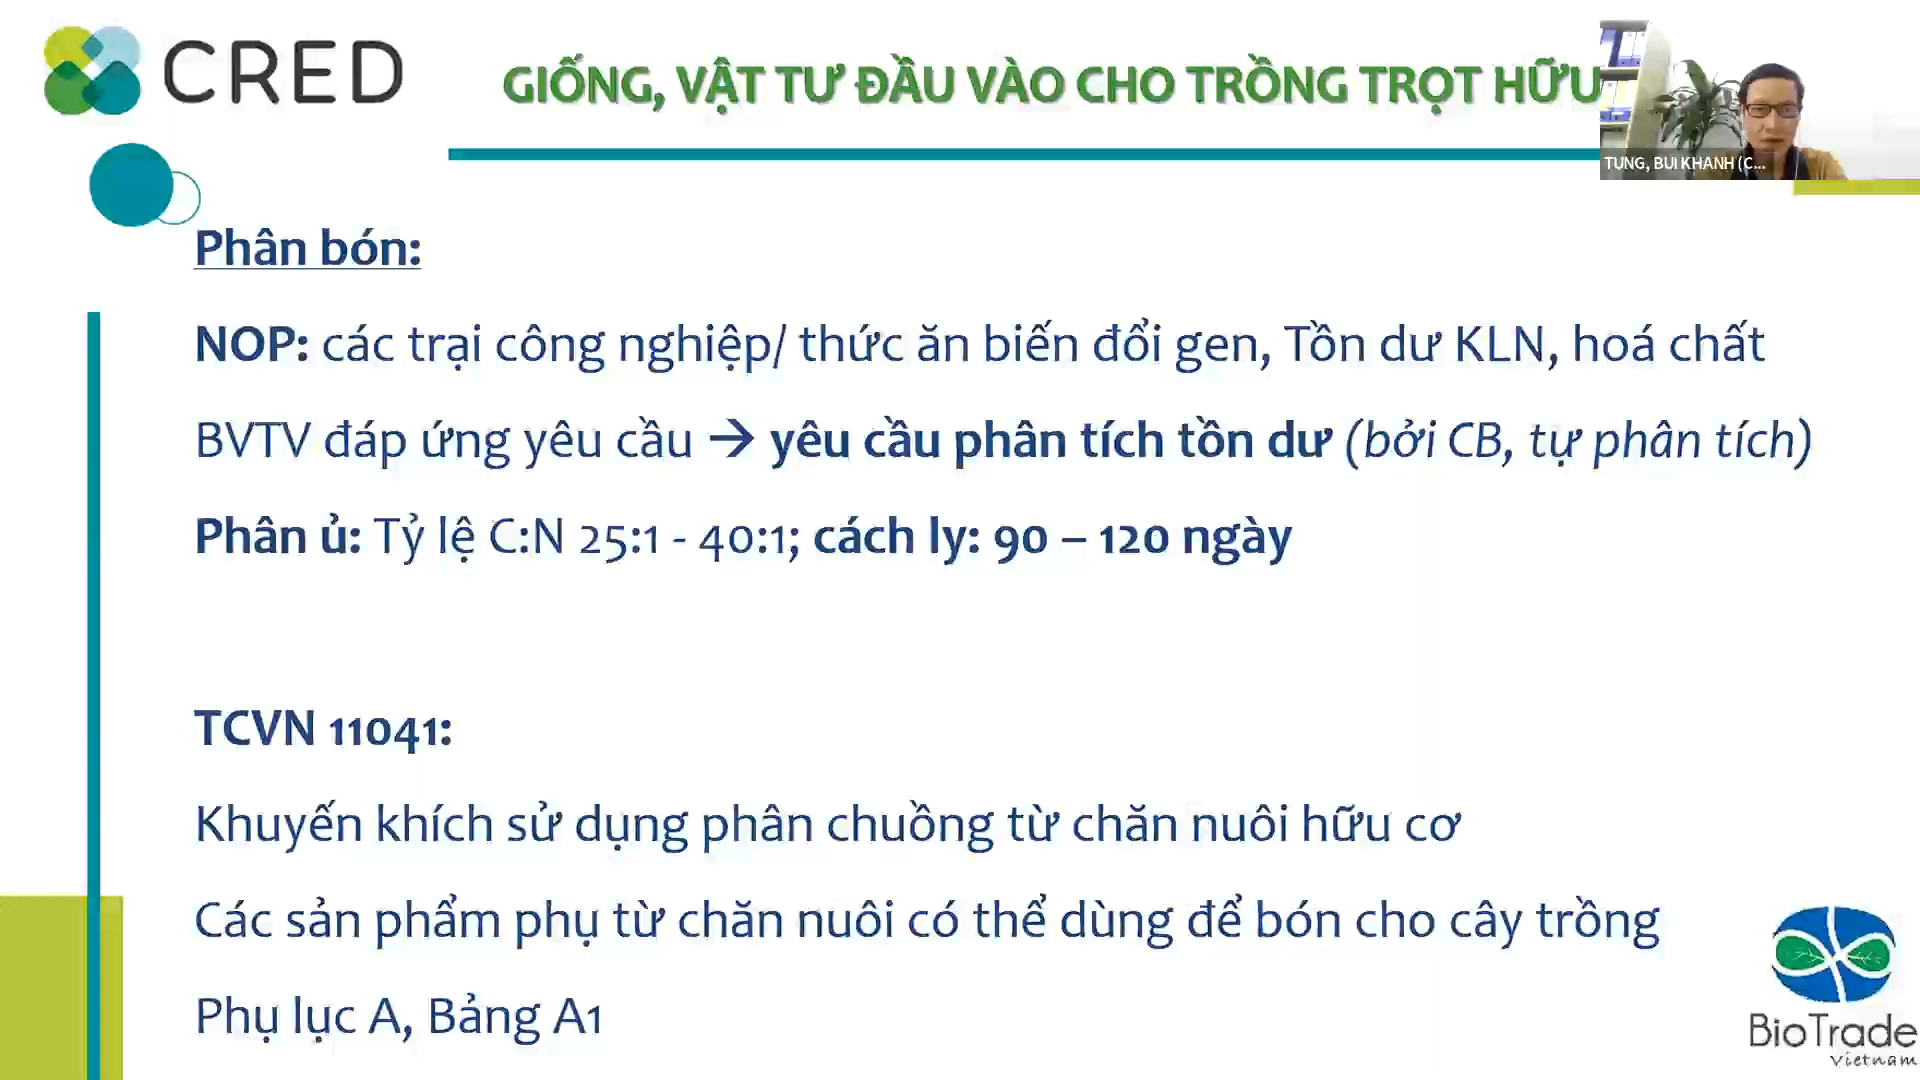 CRED
GIỐNG, VẬT TƯ ĐẦU VÀO CHO TRỒNG TRỌT HỮU
TUNG, BUI KHANH (C...
Phân bón:
NOP: các trại công nghiệp/ thức ăn biến đổi gen, Tồn dư KLN, hoá chất
BVTV đáp ứng yêu cầu → yêu cầu phân tích tồn dư (bởi CB, tự phân tích)
Phân ủ: Tỷ lệ C:N 25:1 - 40:1; cách ly: 90 – 120 ngày
TCVN 11041:
Khuyến khích sử dụng phân chuồng từ chăn nuôi hữu cơ
Các sản phẩm phụ từ chăn nuôi có thể dùng để bón cho cây trồng
Phụ lục A, Bảng A1
BioTrade
Vietnam